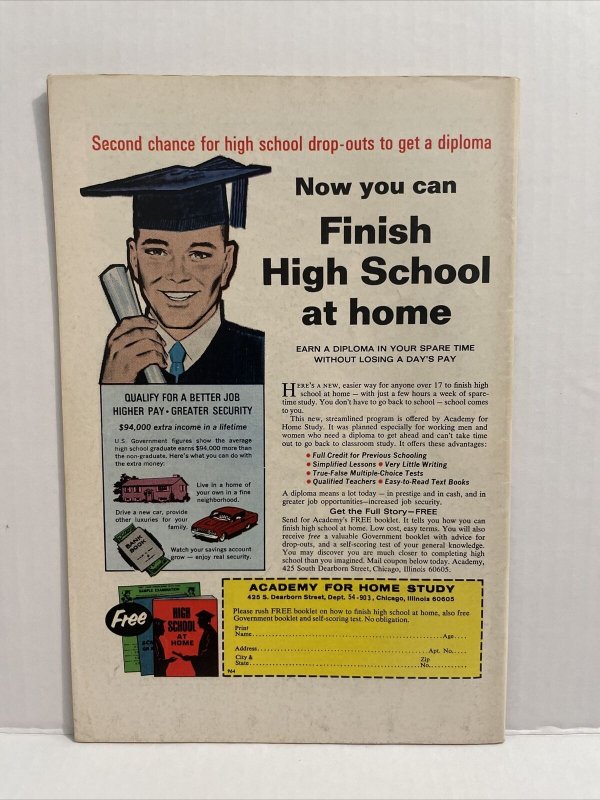 Second chance for high school drop-outs to get a diploma
Now you can
Finish
High School
at home
EARN A DIPLOMA IN YOUR SPARE TIME
WITHOUT LOSING A DAY'S PAY
QUALIFY FOR A BETTER JOB
HIGHER PAY • GREATER SECURITY
$94,000 extra income in a lifetime
U.S. Government figures show the average
high school graduate earns $94,000 more than
the non-graduate. Here's what you can do with
the extra money:
Live in a home of
your own in a fine
neighborhood.
Drive a new car, provide
other luxuries for your
family.
BANK
BOOK
Watch your savings account
grow — enjoy real security.
HERE'S A NEW, easier way for anyone over 17 to finish high
school at home — with just a few hours a week of spare-
time study. You don't have to go back to school — school comes
to you.
This new, streamlined program is offered by Academy for
Home Study. It was planned especially for working men and
women who need a diploma to get ahead and can't take time
out to go back to classroom study. It offers these advantages:
• Full Credit for Previous Schooling
• Simplified Lessons • Very Little Writing
• True-False Multiple-Choice Tests
• Qualified Teachers • Easy-to-Read Text Books
A diploma means a lot today — in prestige and in cash, and in
greater job opportunities—increased job security.
Get the Full Story—FREE
Send for Academy's FREE booklet. It tells you how you can
finish high school at home. Low cost, easy terms. You will also
receive free a valuable Government booklet with advice for
drop-outs, and a self-scoring test of your general knowledge.
You may discover you are much closer to completing high
school than you imagined. Mail coupon below today. Academy,
425 South Dearborn Street, Chicago, Illinois 60605.
Free
SAMPLE EXAMINATION
HIGH
SCHOOL
AT
HOME
ACADEMY FOR HOME STUDY
425 S. Dearborn Street, Dept. 54-903, Chicago, Illinois 60605
Please rush FREE booklet on how to finish high school at home, also free
Government booklet and self-scoring test. No obligation.
Print
Name Age
Address Apt. No.
City & Zip
State No.